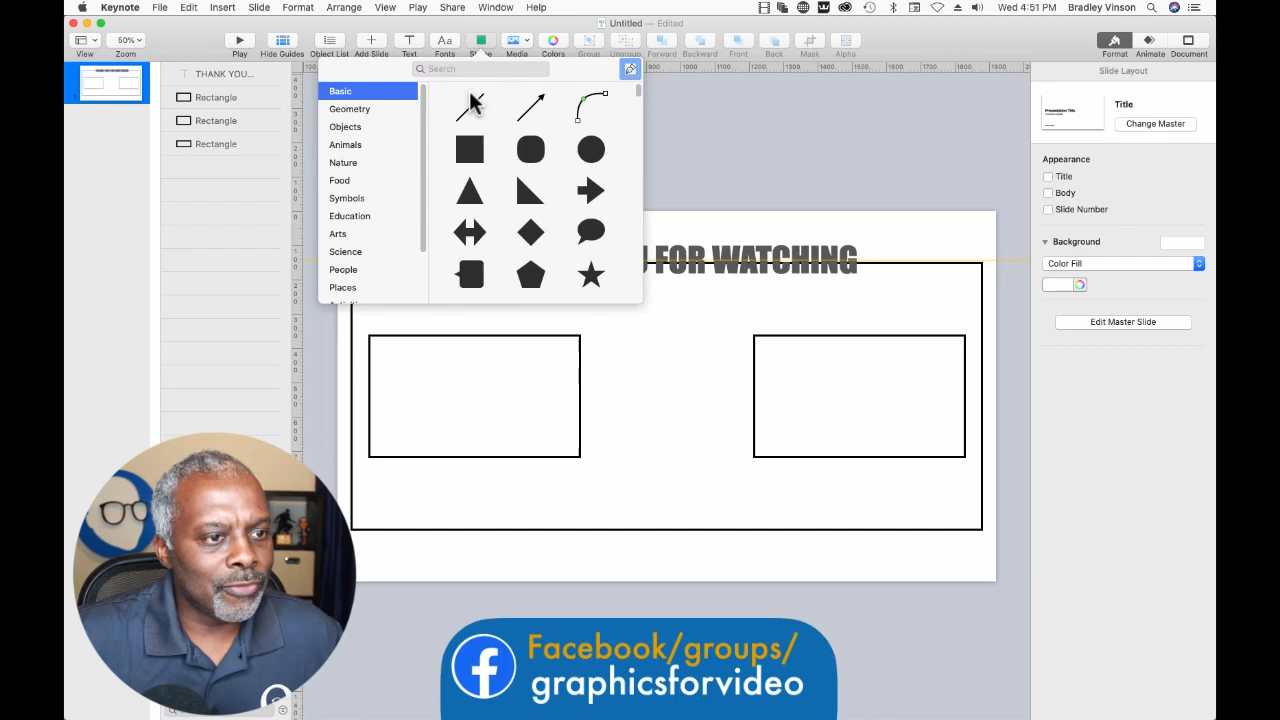 Keynote File Edit Insert Slide Format Arrange View Play Share Window Help Wed 4:51 PM Bradley Vinson
Untitled — Edited
50%
View Zoom Play Hide Guides Object List Add Slide Text Fonts Media Colors Group Ungroup Forward Backward Front Back Mask Alpha Format Animate Document
THANK YOU...
Rectangle
Rectangle
Rectangle
Search
Basic
Geometry
Objects
Animals
Nature
Food
Symbols
Education
Arts
Science
People
Places
FOR WATCHING
Slide Layout
Title
Change Master
Appearance
Title
Body
Slide Number
Background
Color Fill
Edit Master Slide
Facebook/groups/
graphicsforvideo